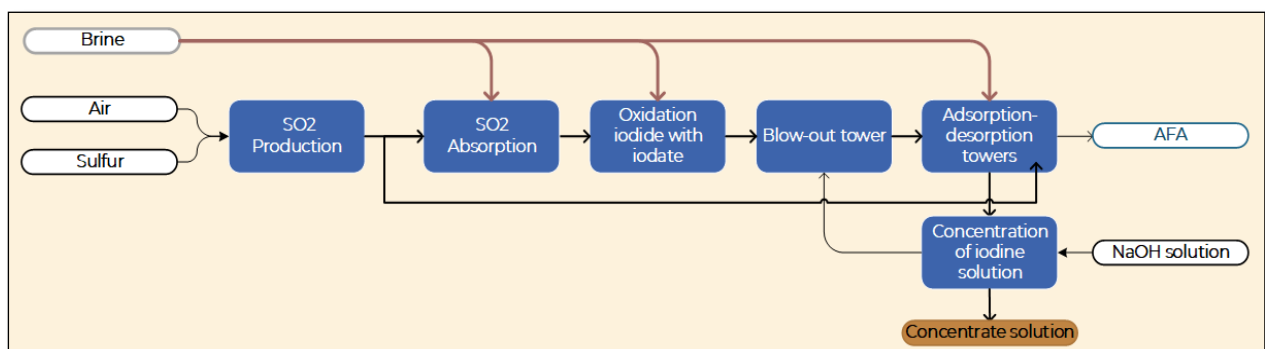 Brine
Air
Sulfur
SO2
Production
SO2
Absorption
Oxidation
iodide with
iodate
Blow-out tower
Adsorption-
desorption
towers
AFA
Concentration
of iodine
solution
NaOH solution
Concentrate solution